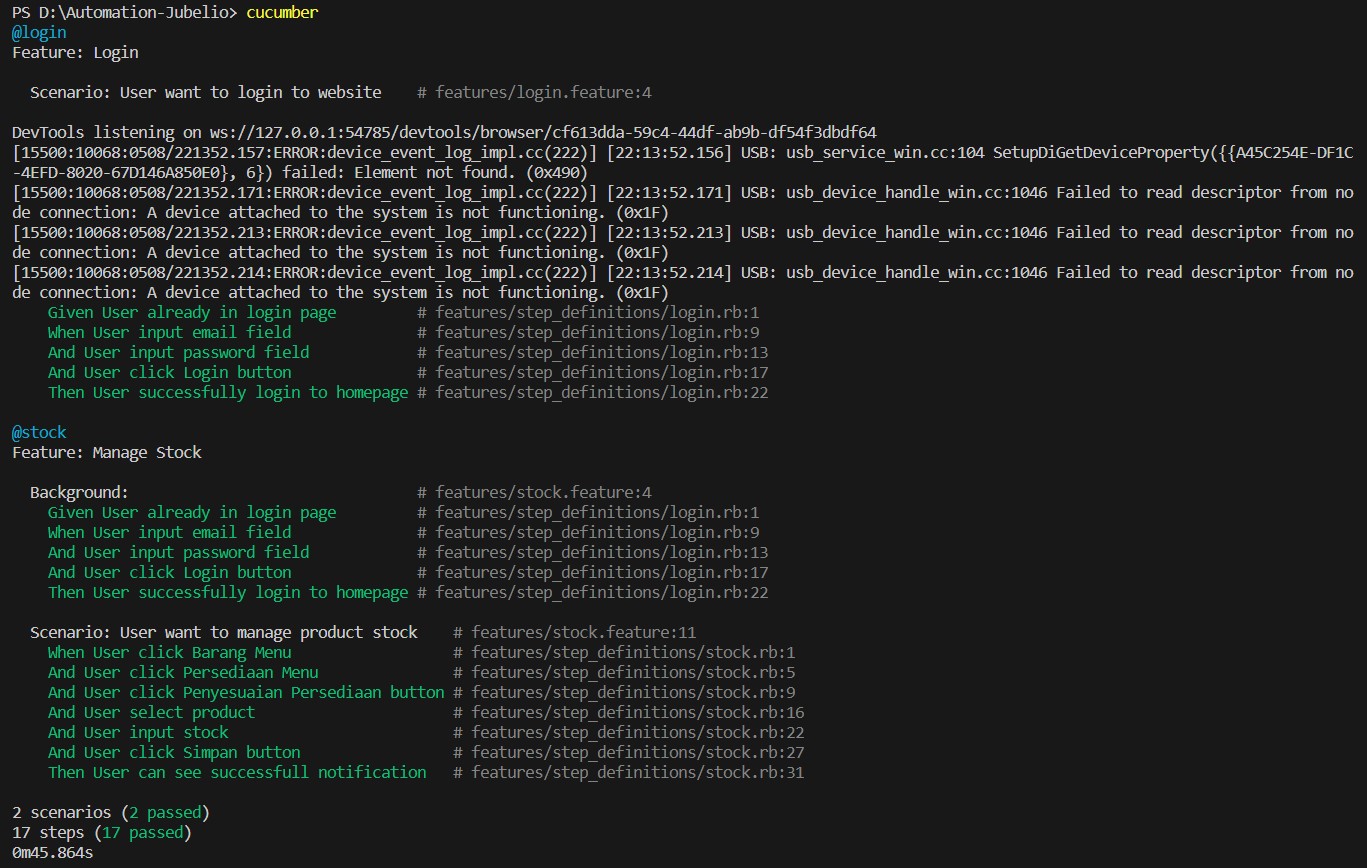 PS D:\Automation-Jubelio> cucumber
@login
Feature: Login
Scenario: User want to login to website # features/login.feature:4
DevTools listening on ws://127.0.0.1:54785/devtools/browser/cf613dda-59c4-44df-ab9b-df54f3dbdf64
[15500:10068:0508/221352.157:ERROR:device_event_log_impl.cc(222)] [22:13:52.156] USB: usb_service_win.cc:104 SetupDiGetDeviceProperty({{A45C254E-DF1C
-4EFD-8020-67D146A850E0}, 6}) failed: Element not found. (0x490)
[15500:10068:0508/221352.171:ERROR:device_event_log_impl.cc(222)] [22:13:52.171] USB: usb_device_handle_win.cc:1046 Failed to read descriptor from no
de connection: A device attached to the system is not functioning. (0x1F)
[15500:10068:0508/221352.213:ERROR:device_event_log_impl.cc(222)] [22:13:52.213] USB: usb_device_handle_win.cc:1046 Failed to read descriptor from no
de connection: A device attached to the system is not functioning. (0x1F)
[15500:10068:0508/221352.214:ERROR:device_event_log_impl.cc(222)] [22:13:52.214] USB: usb_device_handle_win.cc:1046 Failed to read descriptor from no
de connection: A device attached to the system is not functioning. (0x1F)
Given User already in login page # features/step_definitions/login.rb:1
When User input email field # features/step_definitions/login.rb:9
And User input password field # features/step_definitions/login.rb:13
And User click Login button # features/step_definitions/login.rb:17
Then User successfully login to homepage # features/step_definitions/login.rb:22
@stock
Feature: Manage Stock
Background: # features/stock.feature:4
Given User already in login page # features/step_definitions/login.rb:1
When User input email field # features/step_definitions/login.rb:9
And User input password field # features/step_definitions/login.rb:13
And User click Login button # features/step_definitions/login.rb:17
Then User successfully login to homepage # features/step_definitions/login.rb:22
Scenario: User want to manage product stock # features/stock.feature:11
When User click Barang Menu # features/step_definitions/stock.rb:1
And User click Persediaan Menu # features/step_definitions/stock.rb:5
And User click Penyesuaian Persediaan button # features/step_definitions/stock.rb:9
And User select product # features/step_definitions/stock.rb:16
And User input stock # features/step_definitions/stock.rb:22
And User click Simpan button # features/step_definitions/stock.rb:27
Then User can see successfull notification # features/step_definitions/stock.rb:31
2 scenarios (2 passed)
17 steps (17 passed)
0m45.864s